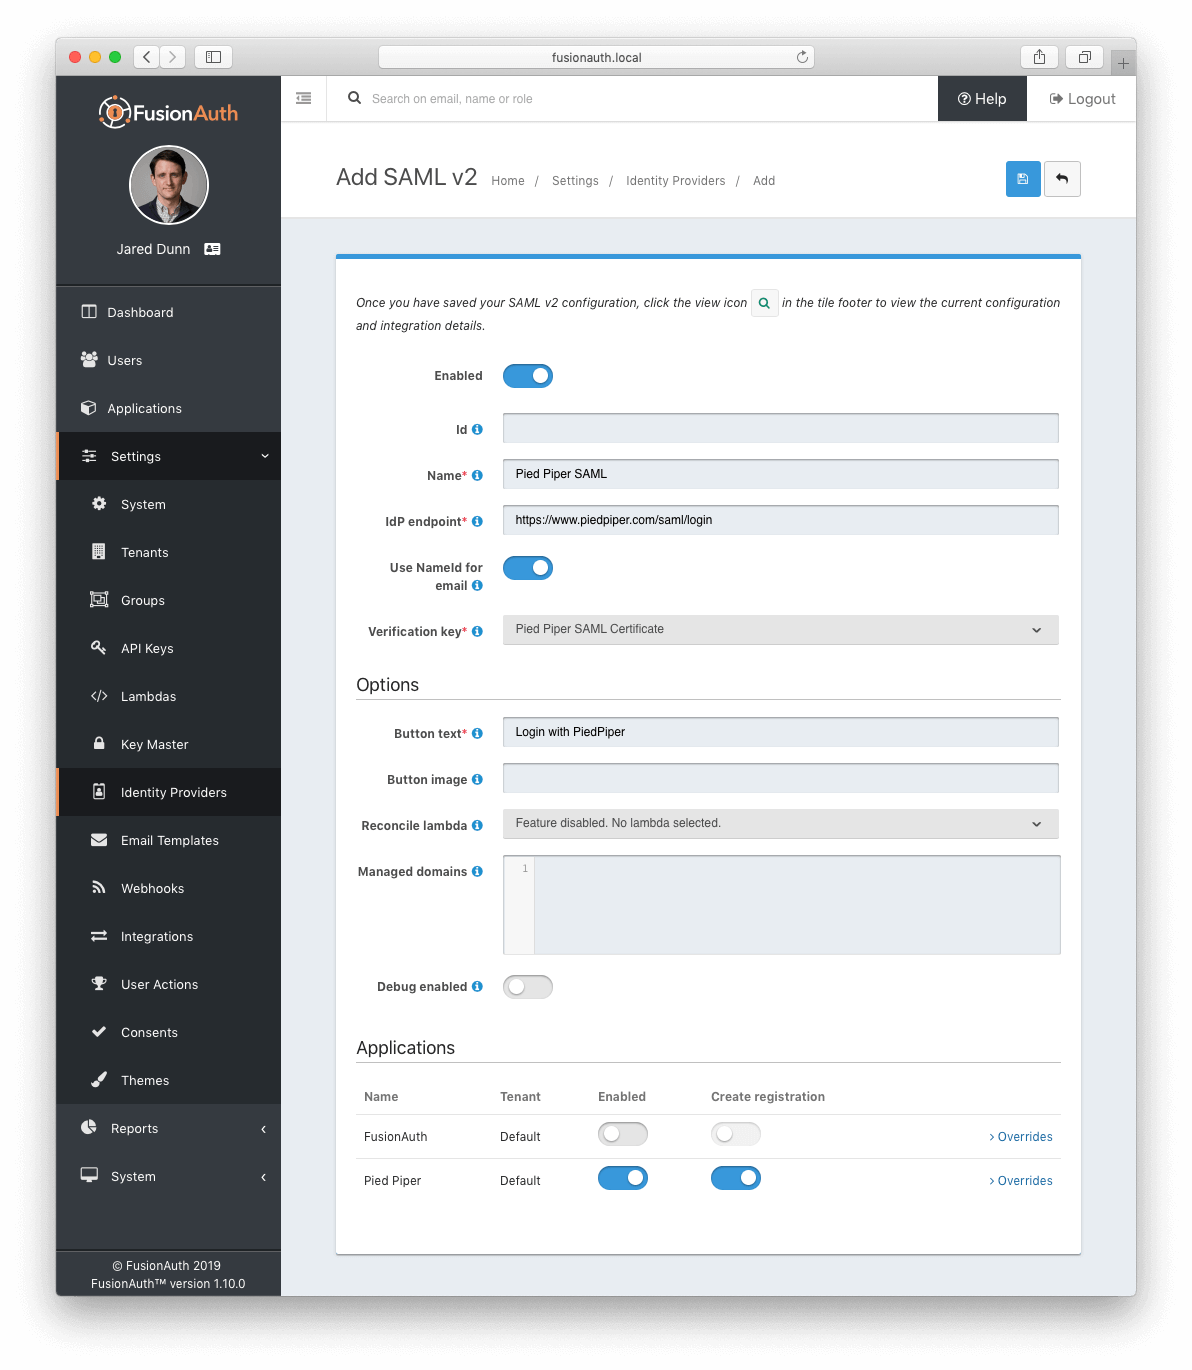 fusionauth.local
FusionAuth
Search on email, name or role
Help
Logout
Jared Dunn
Add SAML v2
Home / Settings / Identity Providers / Add
Dashboard
Users
Applications
Settings
System
Tenants
Groups
API Keys
Lambdas
Key Master
Identity Providers
Email Templates
Webhooks
Integrations
User Actions
Consents
Themes
Reports
System
© FusionAuth 2019
FusionAuth™ version 1.10.0
Once you have saved your SAML v2 configuration, click the view icon in the tile footer to view the current configuration
and integration details.
Enabled
Id
Name* Pied Piper SAML
IdP endpoint* https://www.piedpiper.com/saml/login
Use NameId for
email
Verification key* Pied Piper SAML Certificate
Options
Button text* Login with PiedPiper
Button image
Reconcile lambda Feature disabled. No lambda selected.
Managed domains 1
Debug enabled
Applications
Name Tenant Enabled Create registration
FusionAuth Default Overrides
Pied Piper Default Overrides